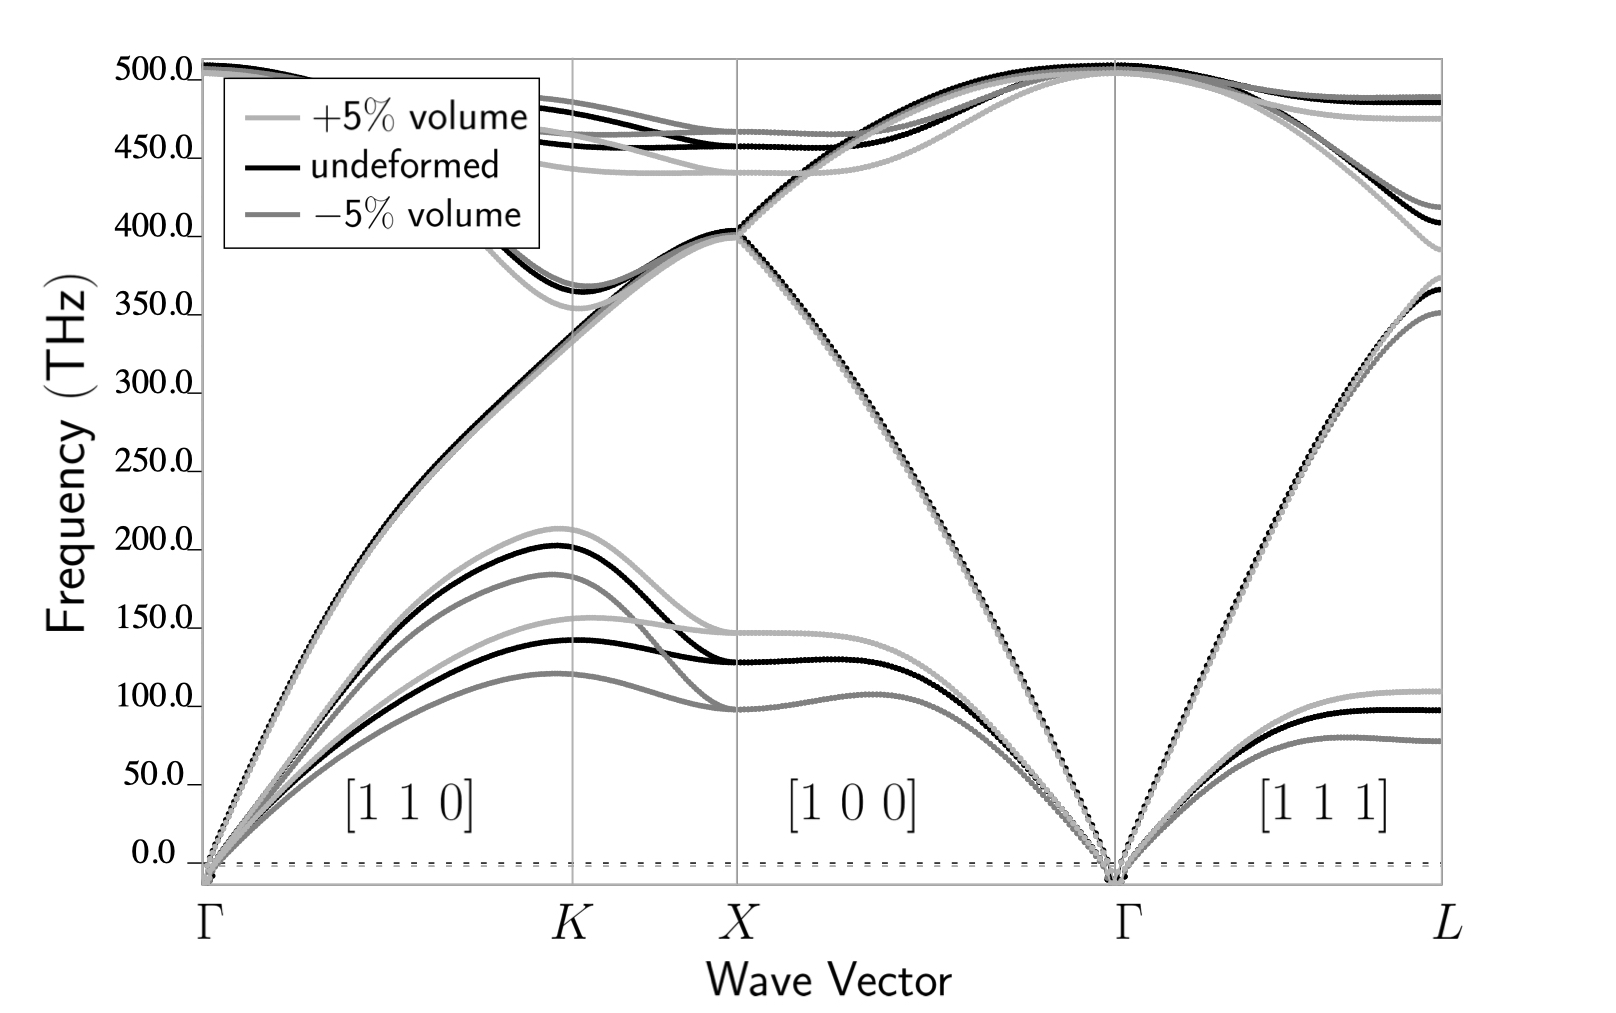 500.0
450.0
400.0
350.0
300.0
250.0
200.0
150.0
100.0
50.0
0.0
Frequency (THz)
+5% volume
undeformed
−5% volume
[1 1 0]
[1 0 0]
[1 1 1]
Γ K X Γ L
Wave Vector